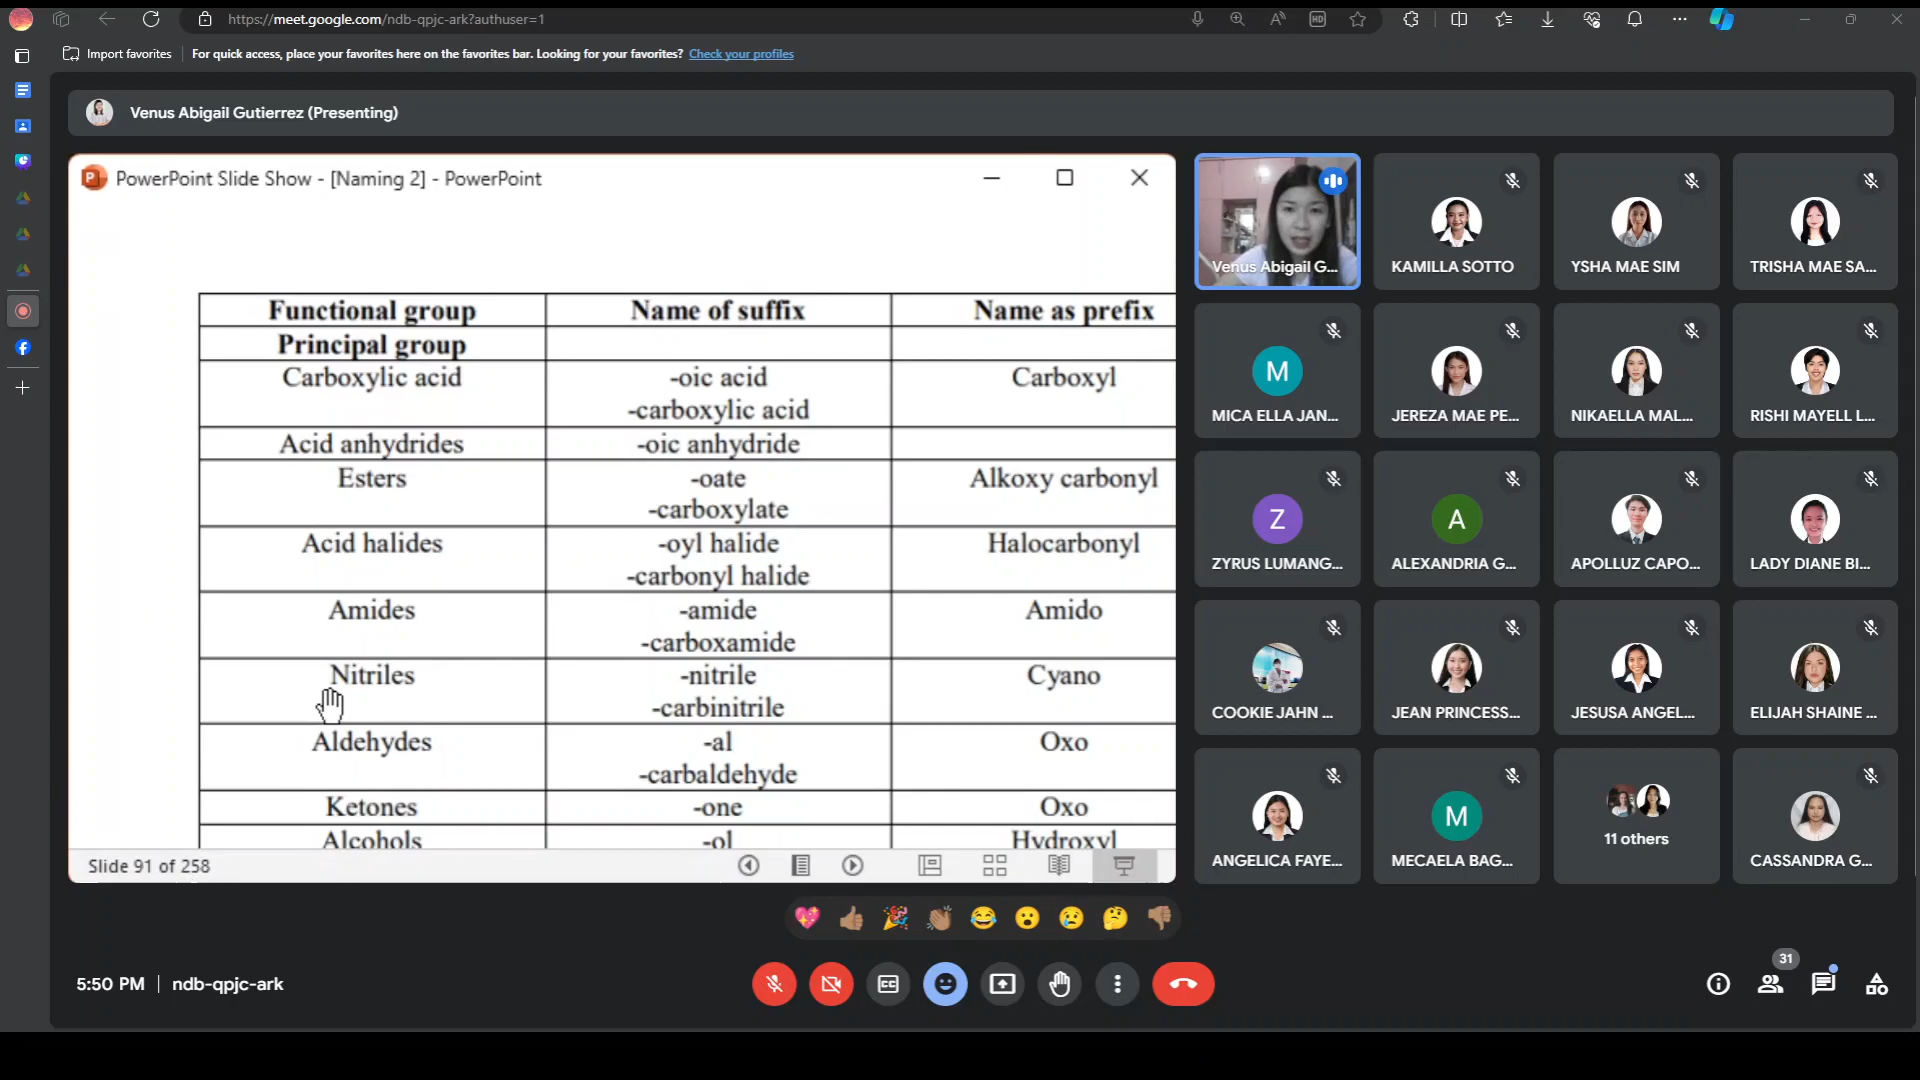 https://meet.google.com/ndb-qpjc-ark?authuser=1
Import favorites
For quick access, place your favorites here on the favorites bar. Looking for your favorites? Check your profiles
Venus Abigail Gutierrez (Presenting)
PowerPoint Slide Show - [Naming 2] - PowerPoint
Functional group Name of suffix Name as prefix
Principal group
Carboxylic acid -oic acid Carboxyl
-carboxylic acid
Acid anhydrides -oic anhydride
Esters -oate Alkoxy carbonyl
-carboxylate
Acid halides -oyl halide Halocarbonyl
-carbonyl halide
Amides -amide Amido
-carboxamide
Nitriles -nitrile Cyano
-carbinitrile
Aldehydes -al Oxo
-carbaldehyde
Ketones -one Oxo
Alcohols -ol Hydroxyl
Slide 91 of 258
Venus Abigail G...
KAMILLA SOTTO
YSHA MAE SIM
TRISHA MAE SA...
M
MICA ELLA JAN...
JEREZA MAE PE...
NIKAELLA MAL...
RISHI MAYELL L...
Z
ZYRUS LUMANG...
A
ALEXANDRIA G...
APOLLUZ CAPO...
LADY DIANE BI...
COOKIE JAHN ...
JEAN PRINCESS...
JESUSA ANGEL...
ELIJAH SHAINE ...
ANGELICA FAYE...
M
MECAELA BAG...
11 others
CASSANDRA G...
5:50 PM | ndb-qpjc-ark
CC
31